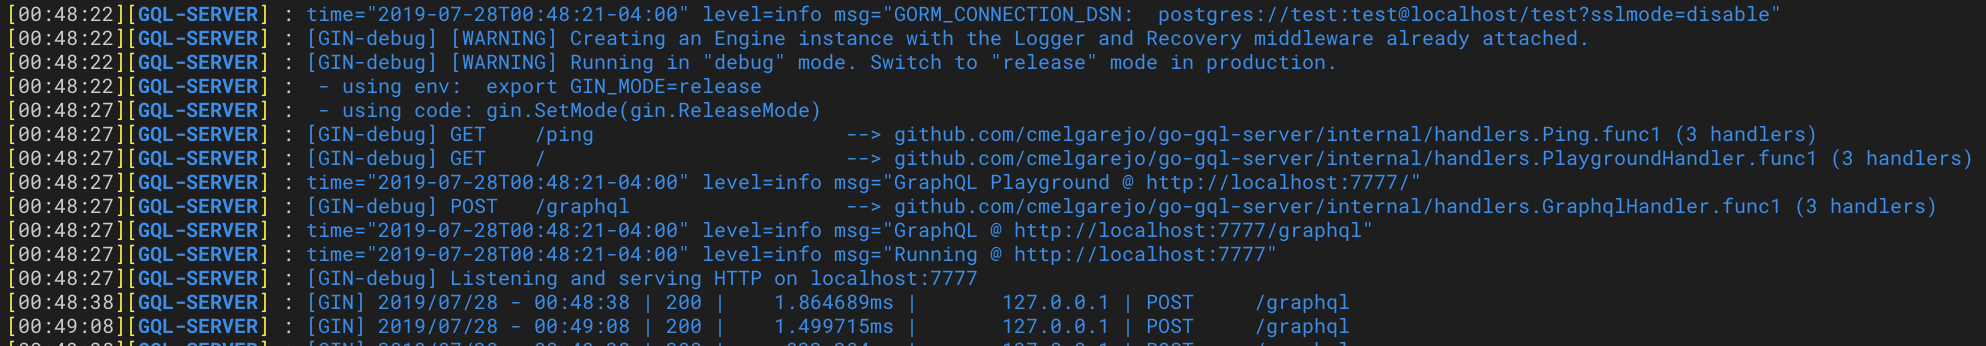 [00:48:22][GQL-SERVER] : time="2019-07-28T00:48:21-04:00" level=info msg="GORM_CONNECTION_DSN:  postgres://test:test@localhost/test?sslmode=disable"
[00:48:22][GQL-SERVER] : [GIN-debug] [WARNING] Creating an Engine instance with the Logger and Recovery middleware already attached.
[00:48:22][GQL-SERVER] : [GIN-debug] [WARNING] Running in "debug" mode. Switch to "release" mode in production.
[00:48:22][GQL-SERVER] :  - using env:  export GIN_MODE=release
[00:48:27][GQL-SERVER] :  - using code: gin.SetMode(gin.ReleaseMode)
[00:48:27][GQL-SERVER] : [GIN-debug] GET    /ping                     --> github.com/cmelgarejo/go-gql-server/internal/handlers.Ping.func1 (3 handlers)
[00:48:27][GQL-SERVER] : [GIN-debug] GET    /                         --> github.com/cmelgarejo/go-gql-server/internal/handlers.PlaygroundHandler.func1 (3 handlers)
[00:48:27][GQL-SERVER] : time="2019-07-28T00:48:21-04:00" level=info msg="GraphQL Playground @ http://localhost:7777/"
[00:48:27][GQL-SERVER] : [GIN-debug] POST   /graphql                  --> github.com/cmelgarejo/go-gql-server/internal/handlers.GraphqlHandler.func1 (3 handlers)
[00:48:27][GQL-SERVER] : time="2019-07-28T00:48:21-04:00" level=info msg="GraphQL @ http://localhost:7777/graphql"
[00:48:27][GQL-SERVER] : time="2019-07-28T00:48:21-04:00" level=info msg="Running @ http://localhost:7777"
[00:48:27][GQL-SERVER] : [GIN-debug] Listening and serving HTTP on localhost:7777
[00:48:38][GQL-SERVER] : [GIN] 2019/07/28 - 00:48:38 | 200 |    1.864689ms |       127.0.0.1 | POST     /graphql
[00:49:08][GQL-SERVER] : [GIN] 2019/07/28 - 00:49:08 | 200 |    1.499715ms |       127.0.0.1 | POST     /graphql